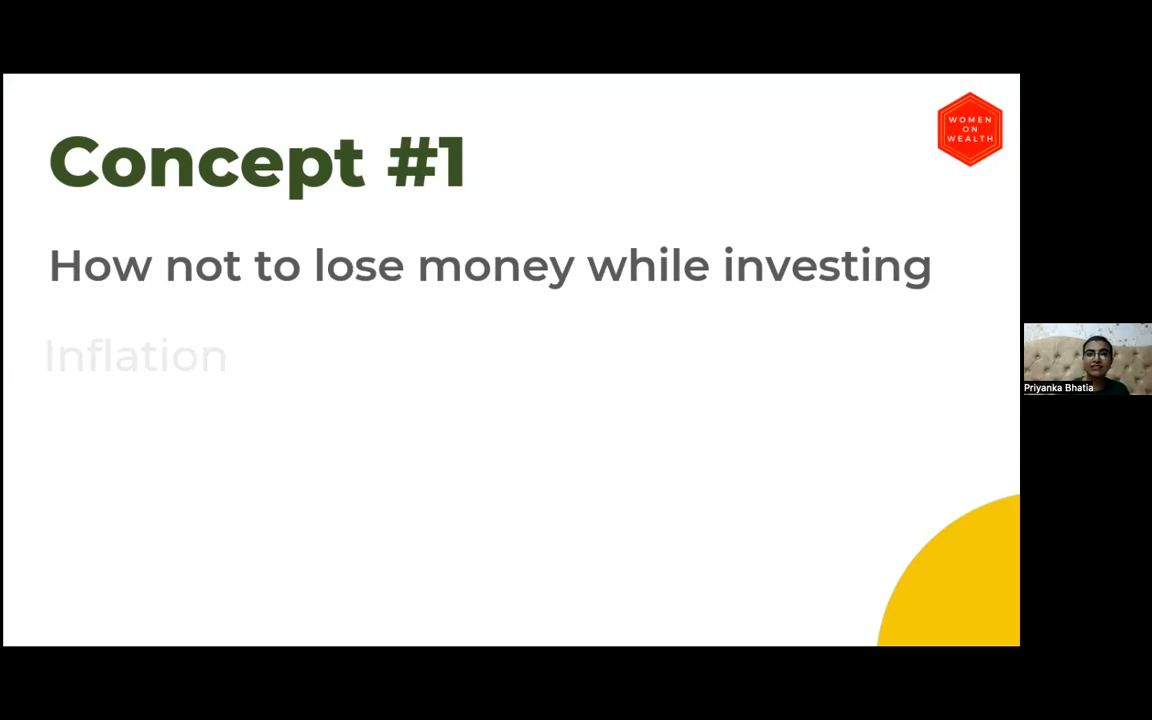 Concept #1
WOMEN
ON
WEALTH
How not to lose money while investing
Inflation
Priyanka Bhatia